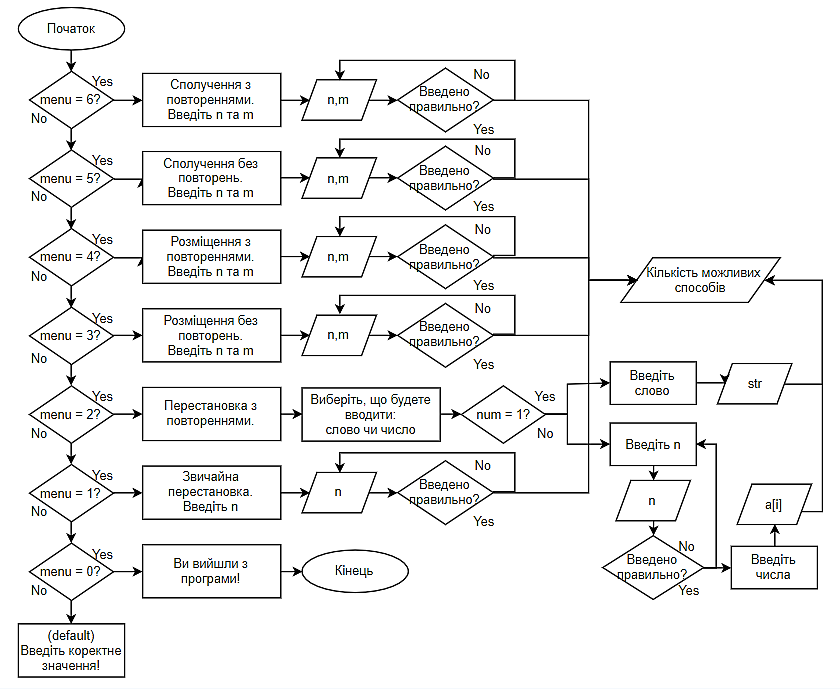 Початок
menu = 6?
Yes
No
Сполучення з
повтореннями.
Введіть n та m
n,m
Введено
правильно?
No
Yes
menu = 5?
Yes
No
Сполучення без
повторень.
Введіть n та m
n,m
Введено
правильно?
No
Yes
menu = 4?
Yes
No
Розміщення з
повтореннями.
Введіть n та m
n,m
Введено
правильно?
No
Yes
Кількість можливих
способів
menu = 3?
Yes
No
Розміщення без
повторень.
Введіть n та m
n,m
Введено
правильно?
No
Yes
menu = 2?
Yes
No
Перестановка з
повтореннями.
Виберіть, що будете
вводити:
слово чи число
num = 1?
Yes
No
Введіть
слово
str
Введіть n
n
Введено
правильно?
No
Yes
Введіть
числа
a[i]
menu = 1?
Yes
No
Звичайна
перестановка.
Введіть n
n
Введено
правильно?
No
Yes
menu = 0?
Yes
No
Ви вийшли з
програми!
Кінець
(default)
Введіть коректне
значення!